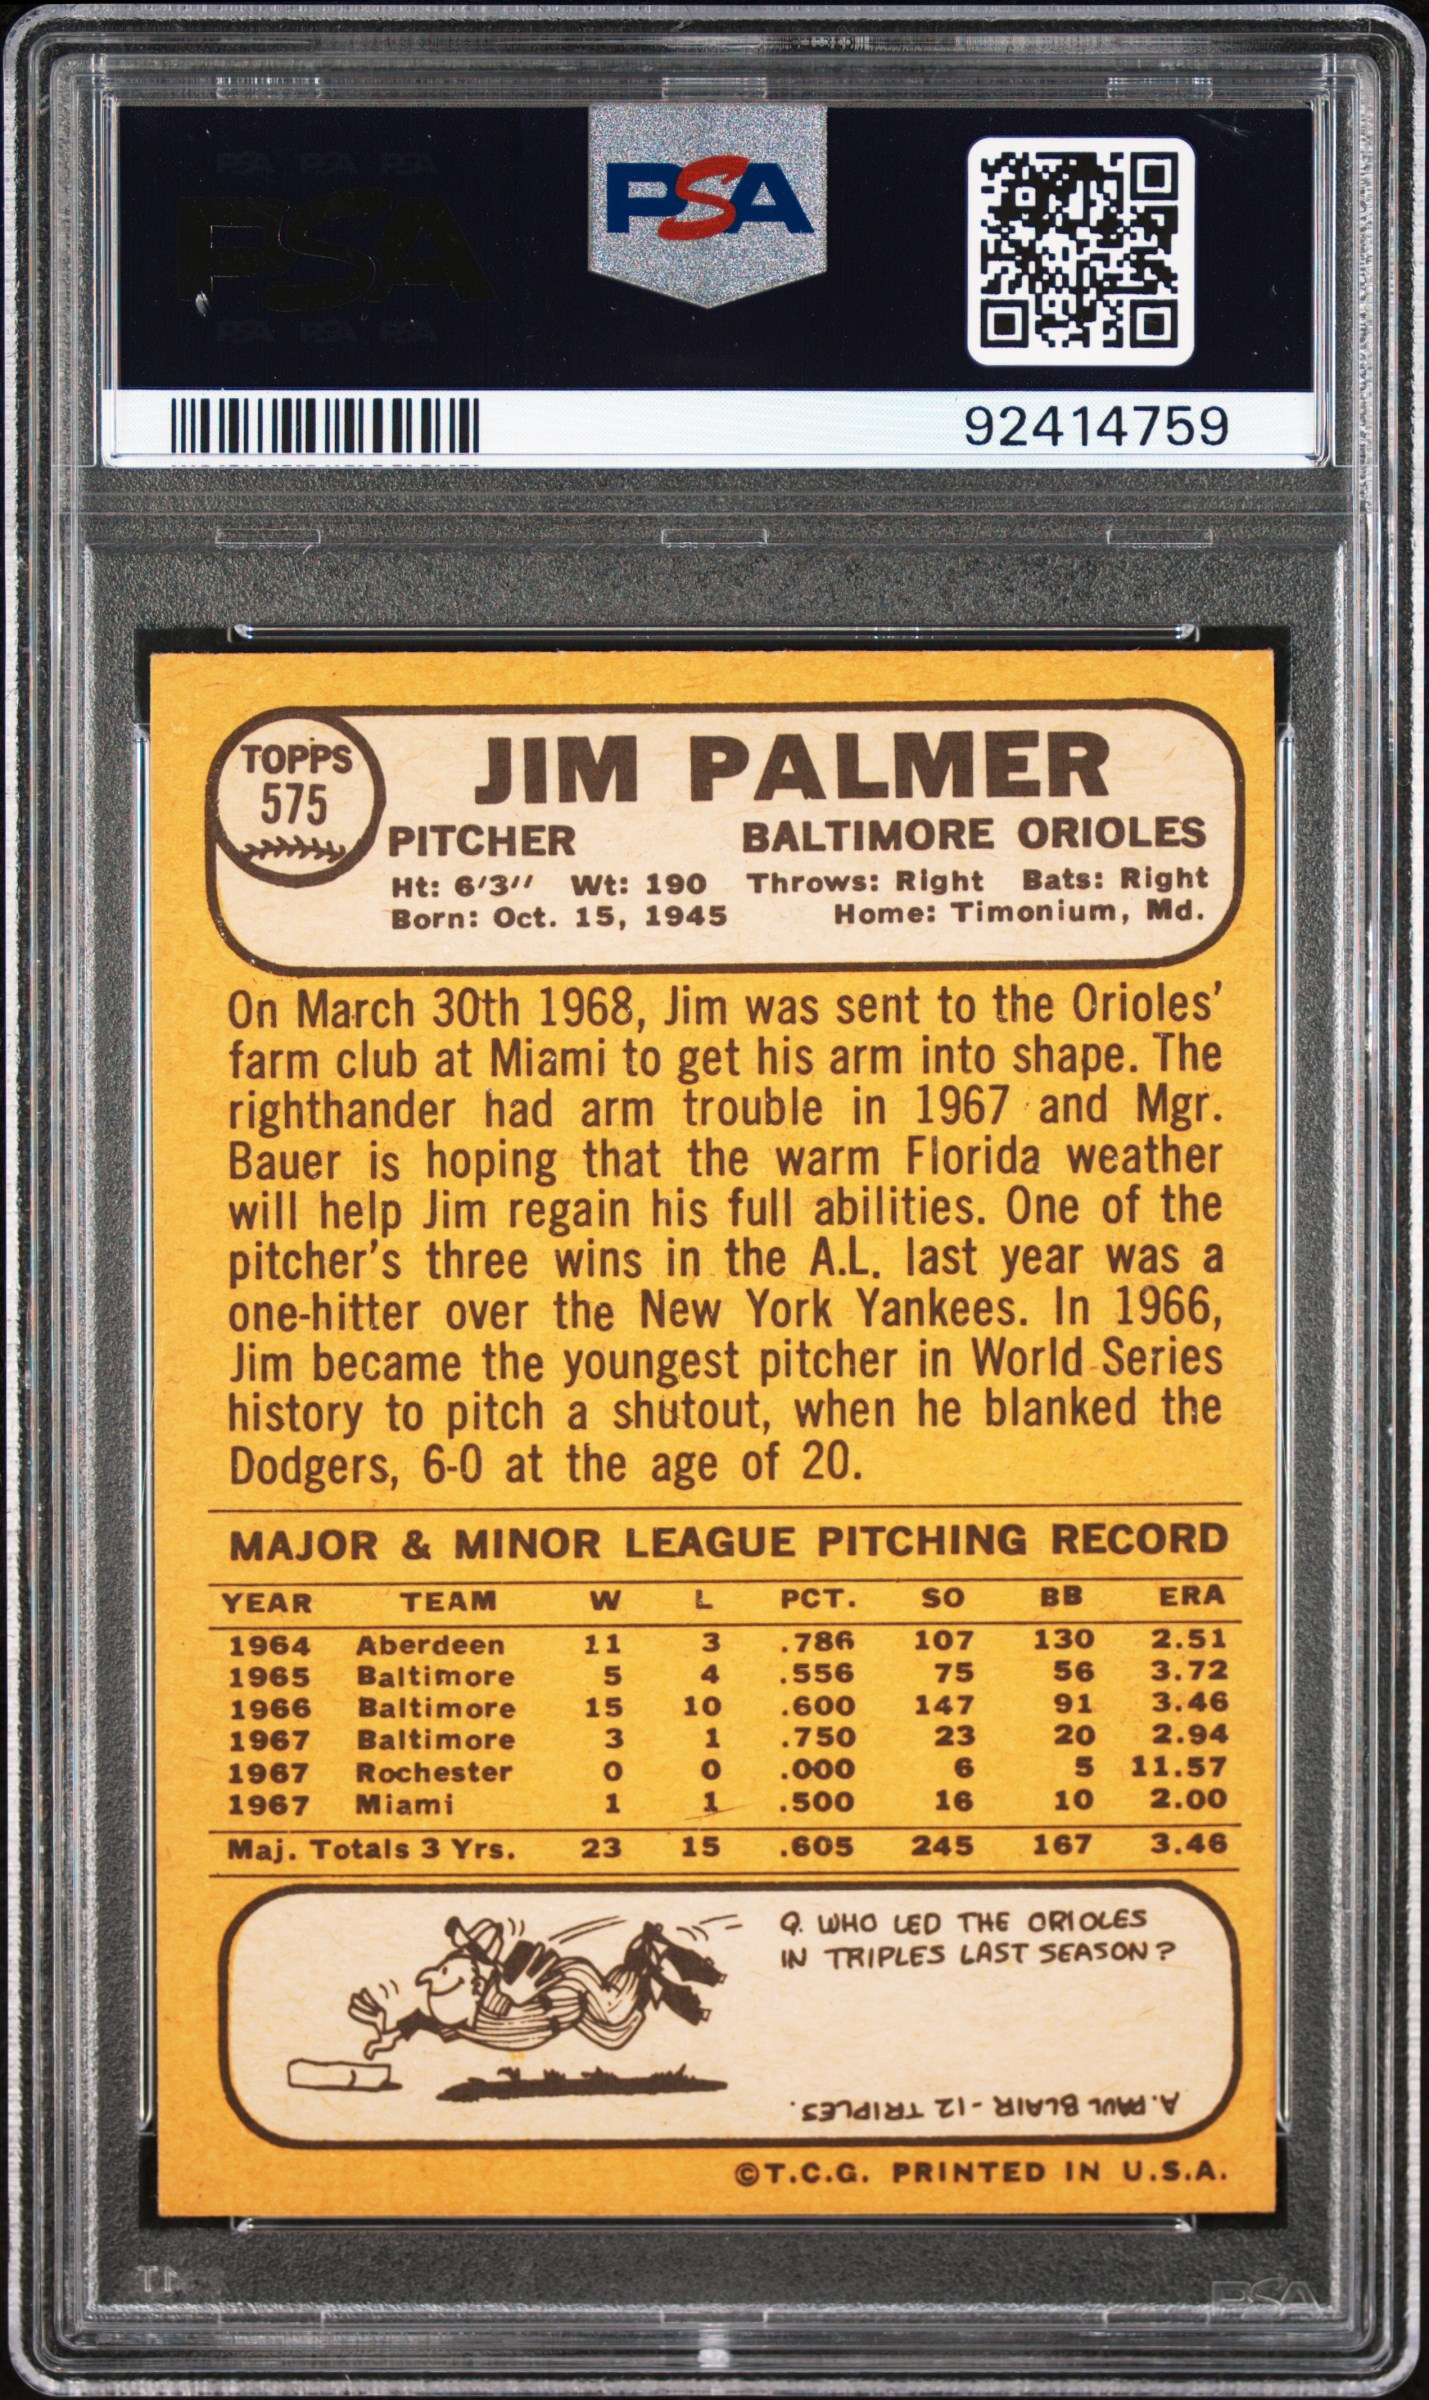 PSA PSA PSA
PSA
PSA PSA PSA
PSA
92414759
TOPPS
575
JIM PALMER
PITCHER BALTIMORE ORIOLES
Ht: 6'3" Wt: 190 Throws: Right Bats: Right
Born: Oct. 15, 1945 Home: Timonium, Md.
On March 30th 1968, Jim was sent to the Orioles'
farm club at Miami to get his arm into shape. The
righthander had arm trouble in 1967 and Mgr.
Bauer is hoping that the warm Florida weather
will help Jim regain his full abilities. One of the
pitcher's three wins in the A.L. last year was a
one-hitter over the New York Yankees. In 1966,
Jim became the youngest pitcher in World Series
history to pitch a shutout, when he blanked the
Dodgers, 6-0 at the age of 20.
MAJOR & MINOR LEAGUE PITCHING RECORD
YEAR TEAM W L PCT. SO BB ERA
1964 Aberdeen 11 3 .786 107 130 2.51
1965 Baltimore 5 4 .556 75 56 3.72
1966 Baltimore 15 10 .600 147 91 3.46
1967 Baltimore 3 1 .750 23 20 2.94
1967 Rochester 0 0 .000 6 5 11.57
1967 Miami 1 1 .500 16 10 2.00
Maj. Totals 3 Yrs. 23 15 .605 245 167 3.46
Q. WHO LED THE ORIOLES
IN TRIPLES LAST SEASON?
A. PAUL BLAIR - 12 TRIPLES.
©T.C.G. PRINTED IN U.S.A.
PSA